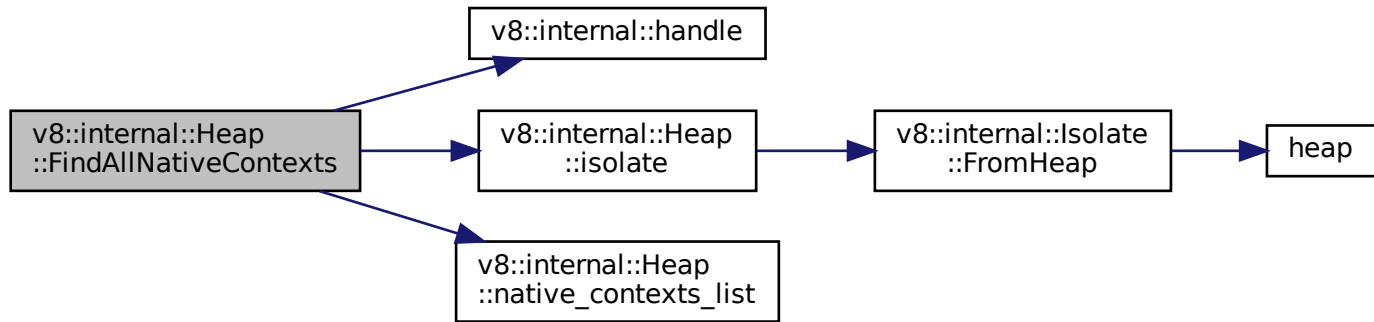 v8::internal::handle
v8::internal::Heap
::FindAllNativeContexts
v8::internal::Heap
::isolate
v8::internal::Isolate
::FromHeap
heap
v8::internal::Heap
::native_contexts_list